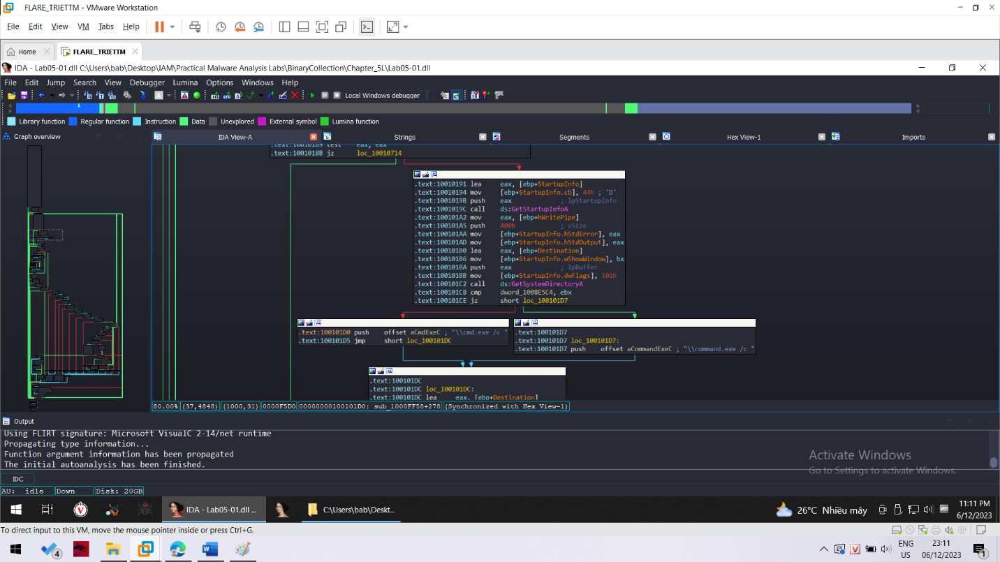 FLARE_TRIETTM - VMware Workstation
File Edit View VM Tabs Help
Home FLARE_TRIETTM
IDA - Lab05-01.dll C:\Users\bab\Desktop\IAM\Practical Malware Analysis Labs\BinaryCollection\Chapter_5L\Lab05-01.dll
File Edit Jump Search View Debugger Lumina Options Windows Help
Local Windows debugger
Library function Regular function Instruction Data Unexplored External symbol Lumina function
Graph overview IDA View-A Strings Segments Hex View-1 Imports
.text:10010189 test eax, eax
.text:1001018B jz loc_10010714
.text:10010191 lea eax, [ebp+StartupInfo]
.text:10010194 mov [ebp+StartupInfo.cb], 44h ; 'D'
.text:1001019B push eax ; lpStartupInfo
.text:1001019C call ds:GetStartupInfoA
.text:100101A2 mov eax, [ebp+hWritePipe]
.text:100101A5 push 400h ; uSize
.text:100101AA mov [ebp+StartupInfo.hStdError], eax
.text:100101AD mov [ebp+StartupInfo.hStdOutput], eax
.text:100101B0 lea eax, [ebp+Destination]
.text:100101B6 mov [ebp+StartupInfo.wShowWindow], bx
.text:100101BA push eax ; lpBuffer
.text:100101BB mov [ebp+StartupInfo.dwFlags], 101h
.text:100101C2 call ds:GetSystemDirectoryA
.text:100101C8 cmp dword_1008E5C4, ebx
.text:100101CE jz short loc_100101D7
.text:100101D0 push offset aCmdExeC ; "\\cmd.exe /c "
.text:100101D5 jmp short loc_100101DC
.text:100101D7
.text:100101D7 loc_100101D7:
.text:100101D7 push offset aCommandExeC ; "\\command.exe /c "
.text:100101DC
.text:100101DC loc_100101DC:
.text:100101DC lea eax, [ebp+Destination]
80.00% (37,4848) (1000,31) 0000F5D0 00000000100101D0: sub_1000FF58+278 (Synchronized with Hex View-1)
Output
Using FLIRT signature: Microsoft VisualC 2-14/net runtime
Propagating type information...
Function argument information has been propagated
The initial autoanalysis has been finished.
Activate Windows
Go to Settings to activate Windows.
IDC
AU: idle Down Disk: 20GB
IDA - Lab05-01.dll ... C:\Users\bab\Deskt... 26°C Nhiều mây 11:11 PM
6/12/2023
To direct input to this VM, move the mouse pointer inside or press Ctrl+G.
4 ENG 23:11
US 06/12/2023 1